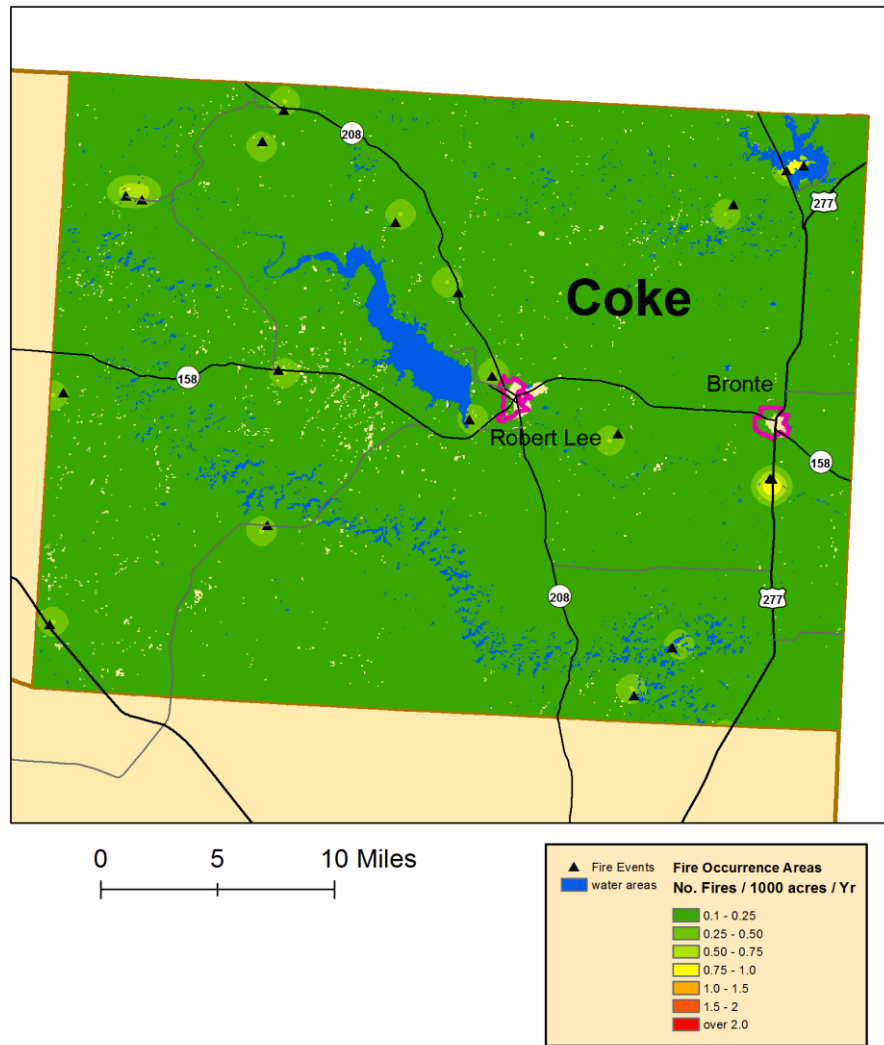 208
277
Coke
158
Bronte
Robert Lee
158
208
277
0 5 10 Miles
Fire Events
water areas
Fire Occurrence Areas
No. Fires / 1000 acres / Yr
0.1 - 0.25
0.25 - 0.50
0.50 - 0.75
0.75 - 1.0
1.0 - 1.5
1.5 - 2
over 2.0